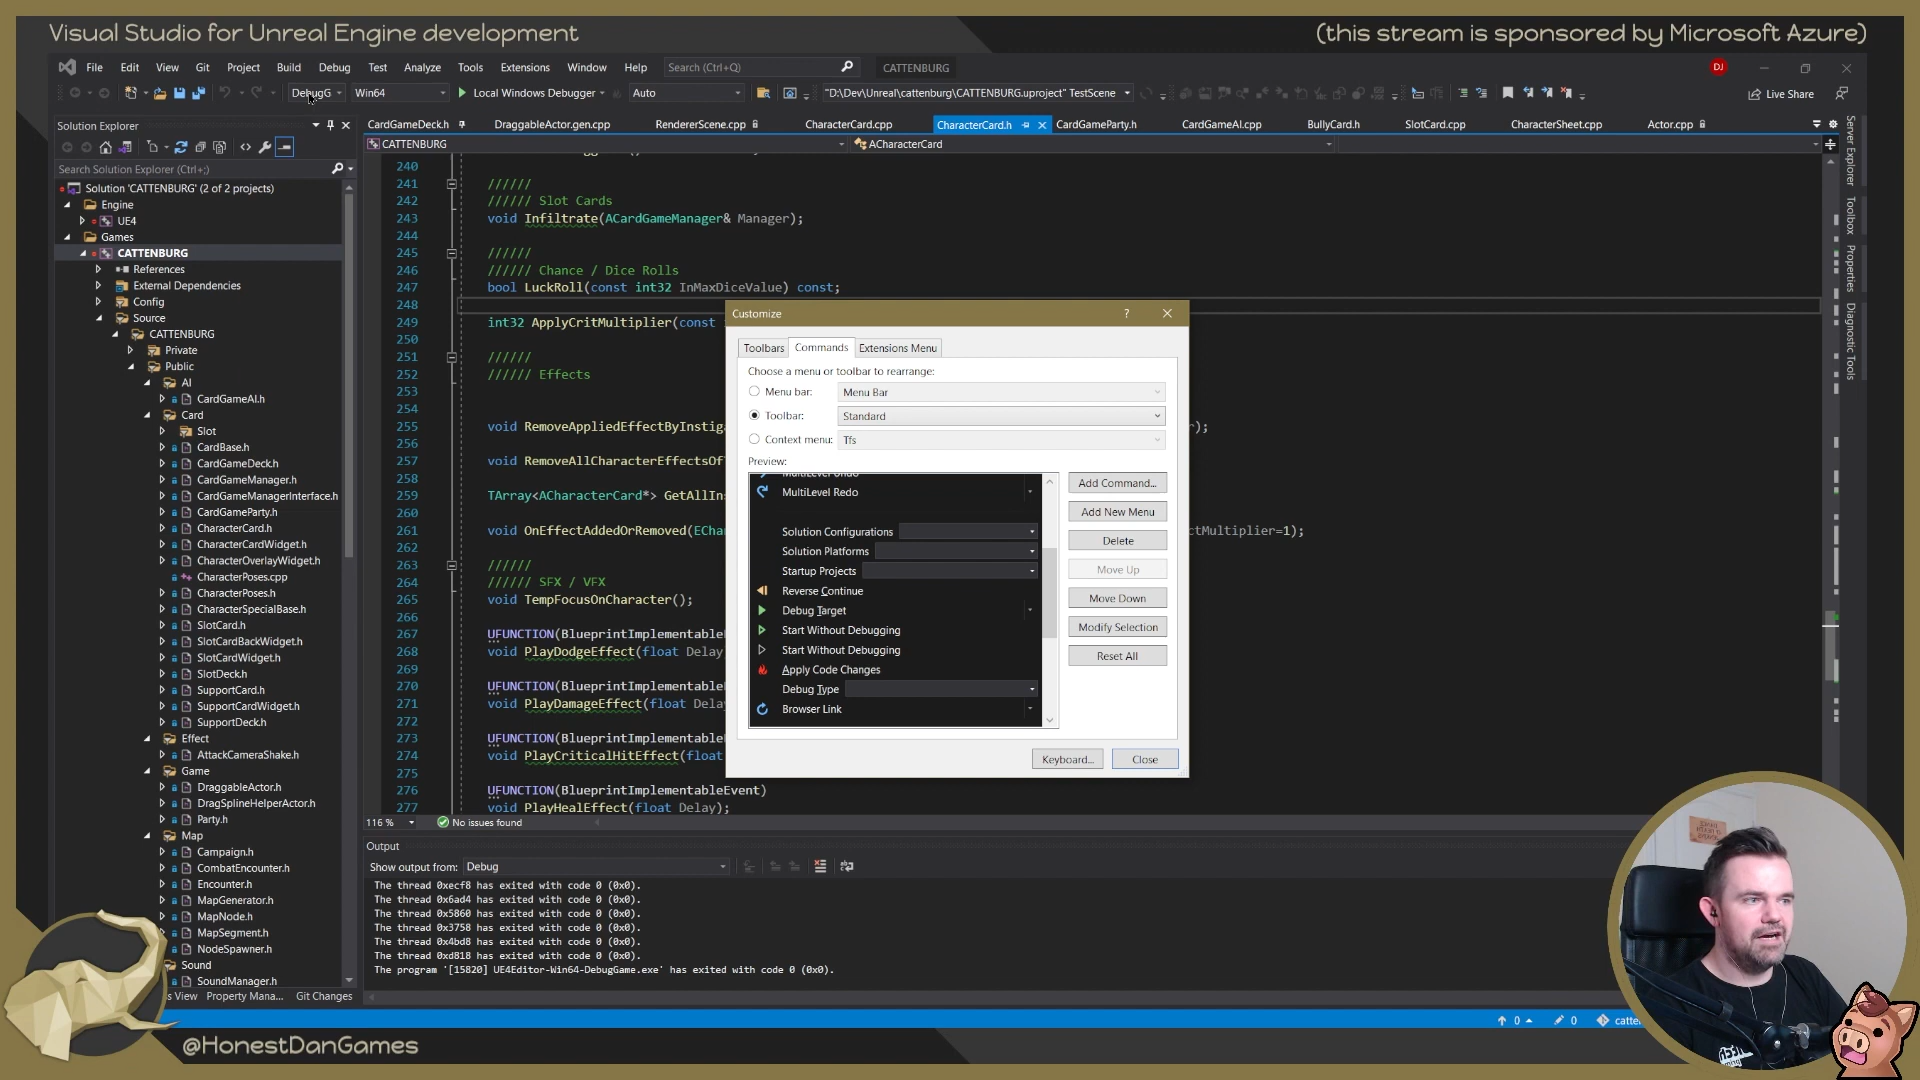 Visual Studio for Unreal Engine development
(this stream is sponsored by Microsoft Azure)
File Edit View Git Project Build Debug Test Analyze Tools Extensions Window Help Search (Ctrl+Q) CATTENBURG
DJ
DebugG Win64 Local Windows Debugger Auto "D:\Dev\Unreal\cattenburg\CATTENBURG.uproject" TestScene Live Share
Solution Explorer
Search Solution Explorer (Ctrl+;)
Solution 'CATTENBURG' (2 of 2 projects)
Engine
UE4
Games
CATTENBURG
References
External Dependencies
Config
Source
CATTENBURG
Private
Public
AI
CardGameAI.h
Card
Slot
CardBase.h
CardGameDeck.h
CardGameManager.h
CardGameManagerInterface.h
CardGameParty.h
CharacterCard.h
CharacterCardWidget.h
CharacterOverlayWidget.h
CharacterPoses.cpp
CharacterPoses.h
CharacterSpecialBase.h
SlotCard.h
SlotCardBackWidget.h
SlotCardWidget.h
SlotDeck.h
SupportCard.h
SupportCardWidget.h
SupportDeck.h
Effect
AttackCameraShake.h
Game
DraggableActor.h
DragSplineHelperActor.h
Party.h
Map
Campaign.h
CombatEncounter.h
Encounter.h
MapGenerator.h
MapNode.h
MapSegment.h
NodeSpawner.h
Sound
SoundManager.h
s View Property Mana... Git Changes
CardGameDeck.h DraggableActor.gen.cpp RendererScene.cpp CharacterCard.cpp CharacterCard.h CardGameParty.h CardGameAI.cpp BullyCard.h SlotCard.cpp CharacterSheet.cpp Actor.cpp
CATTENBURG ACharacterCard
240
241 //////
242 ////// Slot Cards
243 void Infiltrate(ACardGameManager& Manager);
244
245 //////
246 ////// Chance / Dice Rolls
247 bool LuckRoll(const int32 InMaxDiceValue) const;
248
249 int32 ApplyCritMultiplier(const
250
251 //////
252 ////// Effects
253
254
255 void RemoveAppliedEffectByInstig r);
256
257 void RemoveAllCharacterEffectsOf
258
259 TArray<ACharacterCard*> GetAllIns
260
261 void OnEffectAddedOrRemoved(ECha ctMultiplier=1);
262
263 //////
264 ////// SFX / VFX
265 void TempFocusOnCharacter();
266
267 UFUNCTION(BlueprintImplementable
268 void PlayDodgeEffect(float Delay
269
270 UFUNCTION(BlueprintImplementable
271 void PlayDamageEffect(float Dela
272
273 UFUNCTION(BlueprintImplementable
274 void PlayCriticalHitEffect(float
275
276 UFUNCTION(BlueprintImplementableEvent)
277 void PlayHealEffect(float Delay);
116 % No issues found
Customize
?
Toolbars Commands Extensions Menu
Choose a menu or toolbar to rearrange:
Menu bar: Menu Bar
Toolbar: Standard
Context menu: Tfs
Preview:
MultiLevel Undo
MultiLevel Redo
Solution Configurations
Solution Platforms
Startup Projects
Reverse Continue
Debug Target
Start Without Debugging
Start Without Debugging
Apply Code Changes
Debug Type
Browser Link
Add Command...
Add New Menu
Delete
Move Up
Move Down
Modify Selection
Reset All
Keyboard...
Close
Server Explorer
Toolbox
Properties
Diagnostic Tools
Output
Show output from: Debug
The thread 0xecf8 has exited with code 0 (0x0).
The thread 0x6ad4 has exited with code 0 (0x0).
The thread 0x5860 has exited with code 0 (0x0).
The thread 0x3758 has exited with code 0 (0x0).
The thread 0x4bd8 has exited with code 0 (0x0).
The thread 0xd818 has exited with code 0 (0x0).
The program '[15820] UE4Editor-Win64-DebugGame.exe' has exited with code 0 (0x0).
0 0 catte
@HonestDanGames